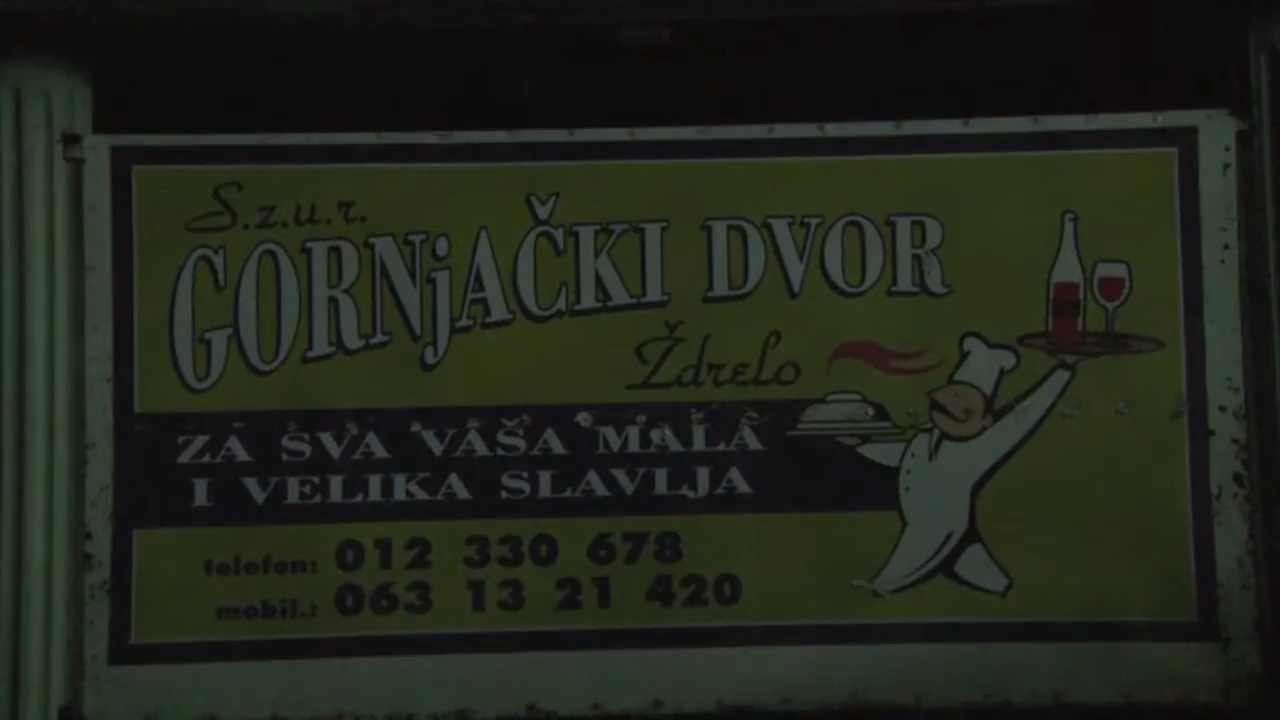 S.z.u.r.
GORNjAČKI DVOR
Ždrelo
ZA SVA VAŠA MALA
I VELIKA SLAVLJA
telefon: 012 330 678
mobil.: 063 13 21 420